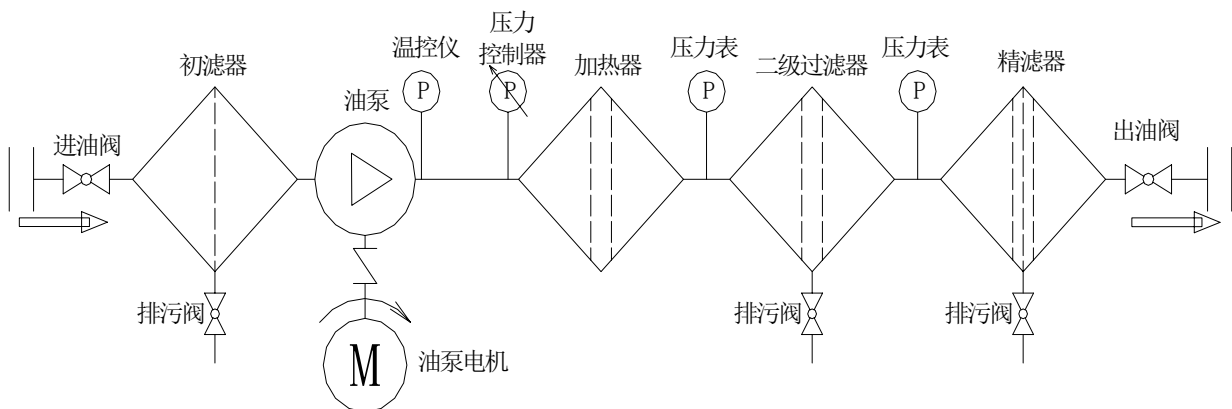 压力
温控仪
控制器
压力表
压力表
初滤器
加热器
二级过滤器
精滤器
油泵
P
P
P
P
进油阀
出油阀
排污阀
排污阀
排污阀
M
油泵电机